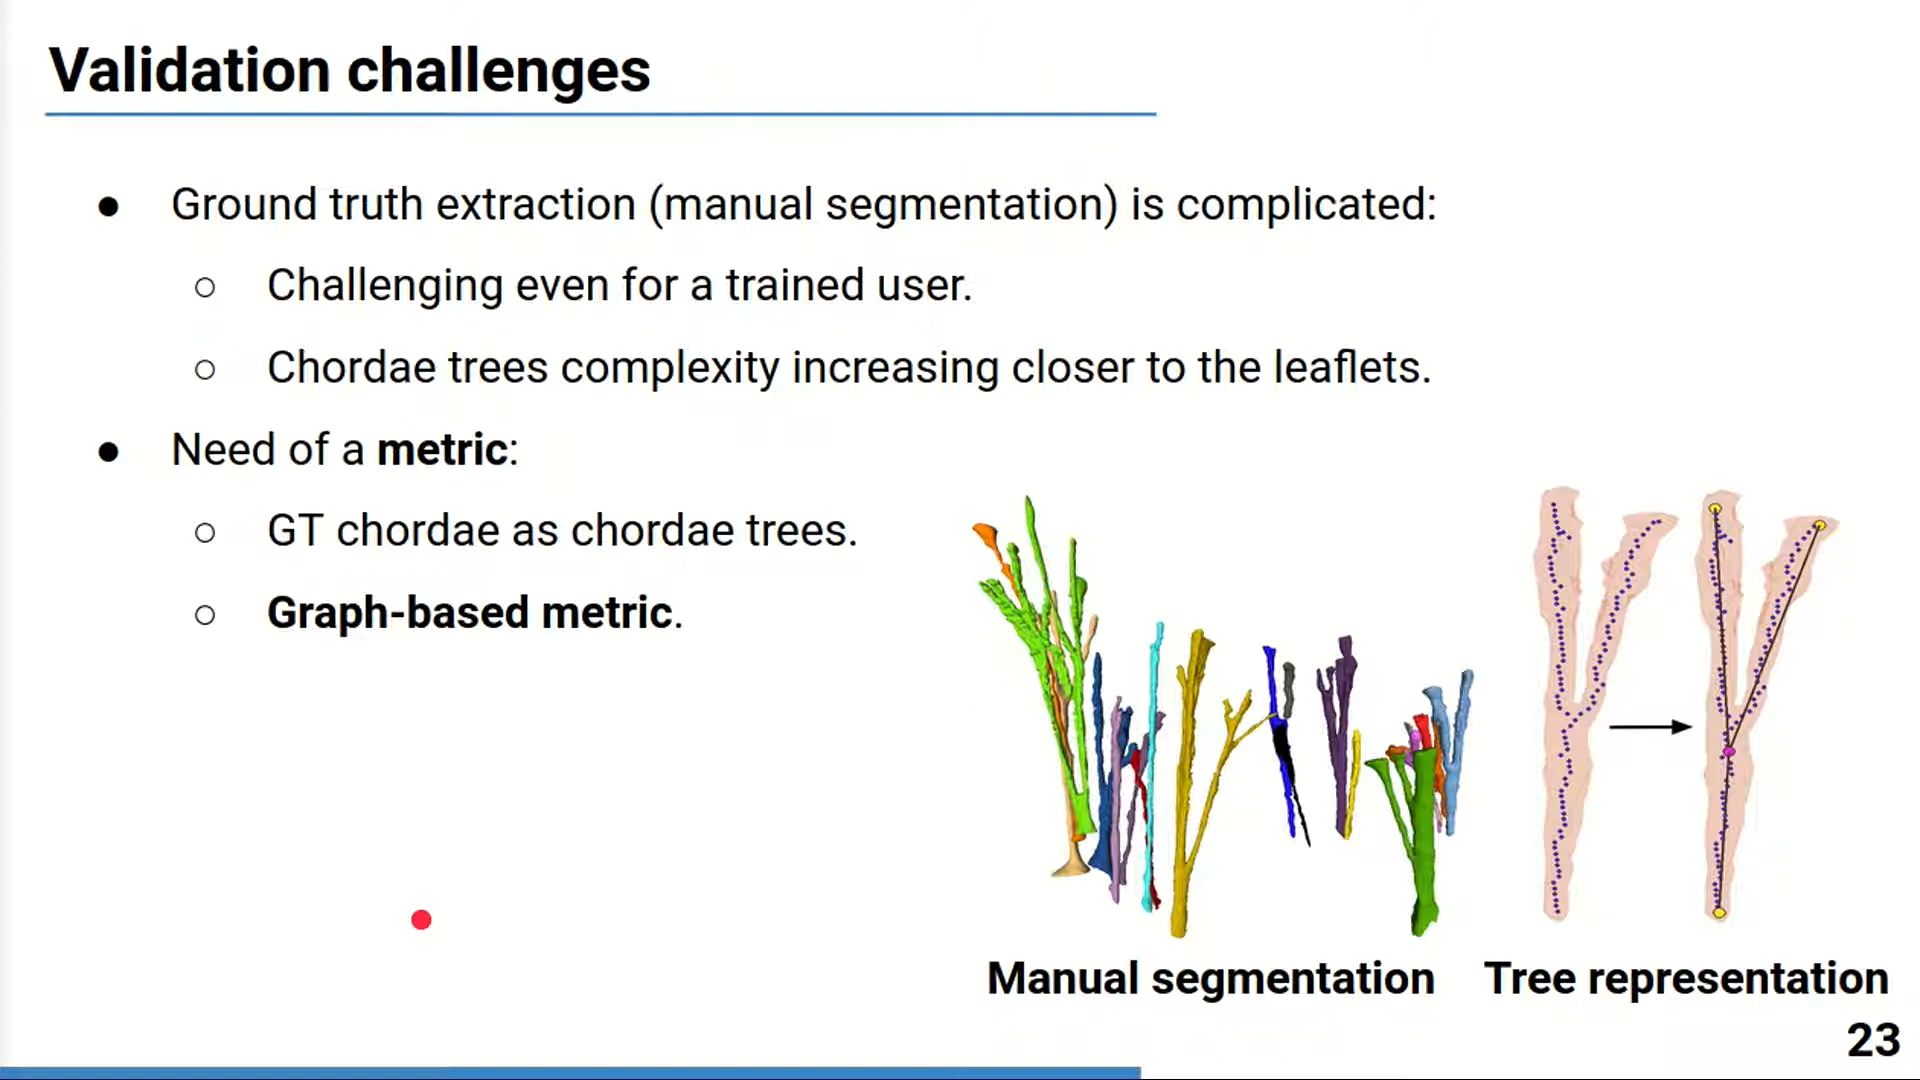 Validation challenges
● Ground truth extraction (manual segmentation) is complicated:
○ Challenging even for a trained user.
○ Chordae trees complexity increasing closer to the leaflets.
● Need of a metric:
○ GT chordae as chordae trees.
○ Graph-based metric.
Manual segmentation
Tree representation
23